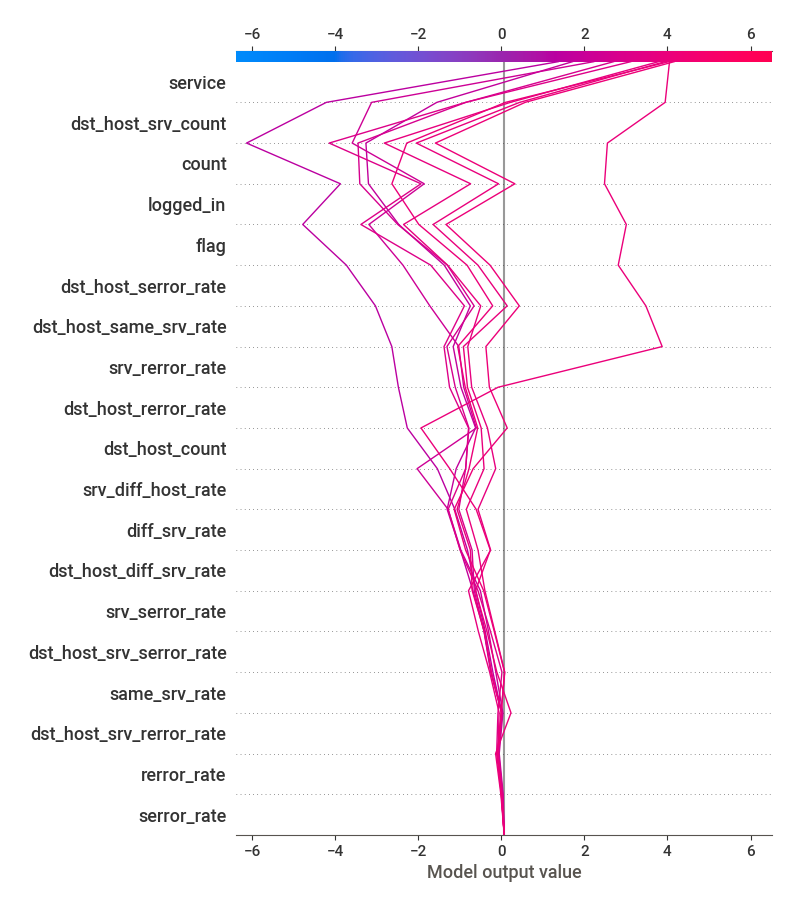 −6 −4 −2 0 2 4 6
service
dst_host_srv_count
count
logged_in
flag
dst_host_serror_rate
dst_host_same_srv_rate
srv_rerror_rate
dst_host_rerror_rate
dst_host_count
srv_diff_host_rate
diff_srv_rate
dst_host_diff_srv_rate
srv_serror_rate
dst_host_srv_serror_rate
same_srv_rate
dst_host_srv_rerror_rate
rerror_rate
serror_rate
−6 −4 −2 0 2 4 6
Model output value